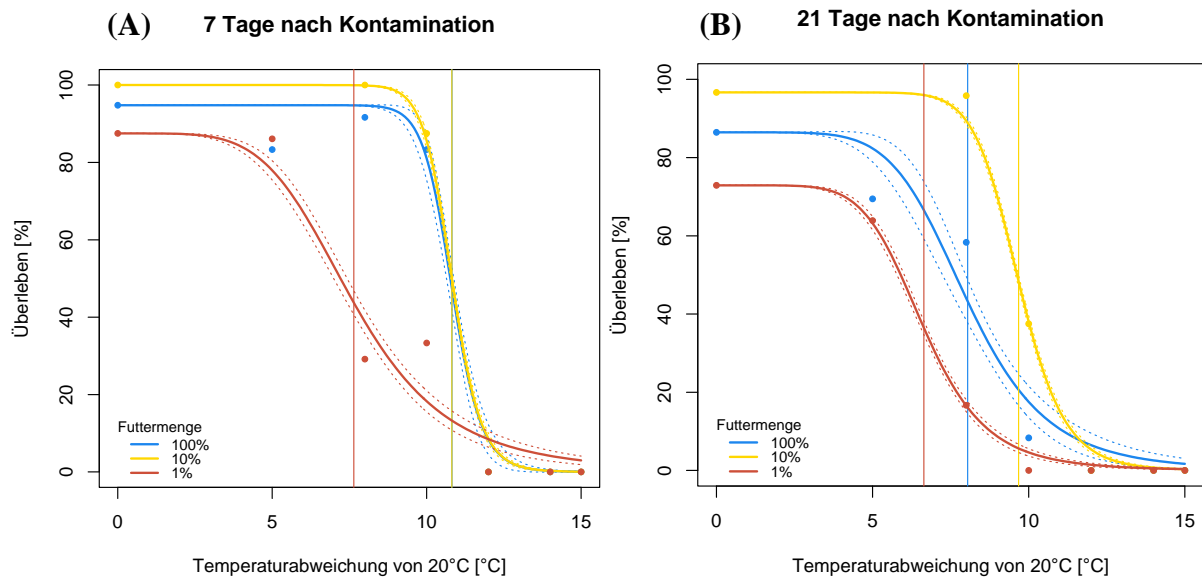 (A)
7 Tage nach Kontamination
Überleben [%]
0
20
40
60
80
100
0
5
10
15
Futtermenge
100%
10%
1%
Temperaturabweichung von 20°C [°C]
(B)
21 Tage nach Kontamination
Überleben [%]
0
20
40
60
80
100
0
5
10
15
Futtermenge
100%
10%
1%
Temperaturabweichung von 20°C [°C]